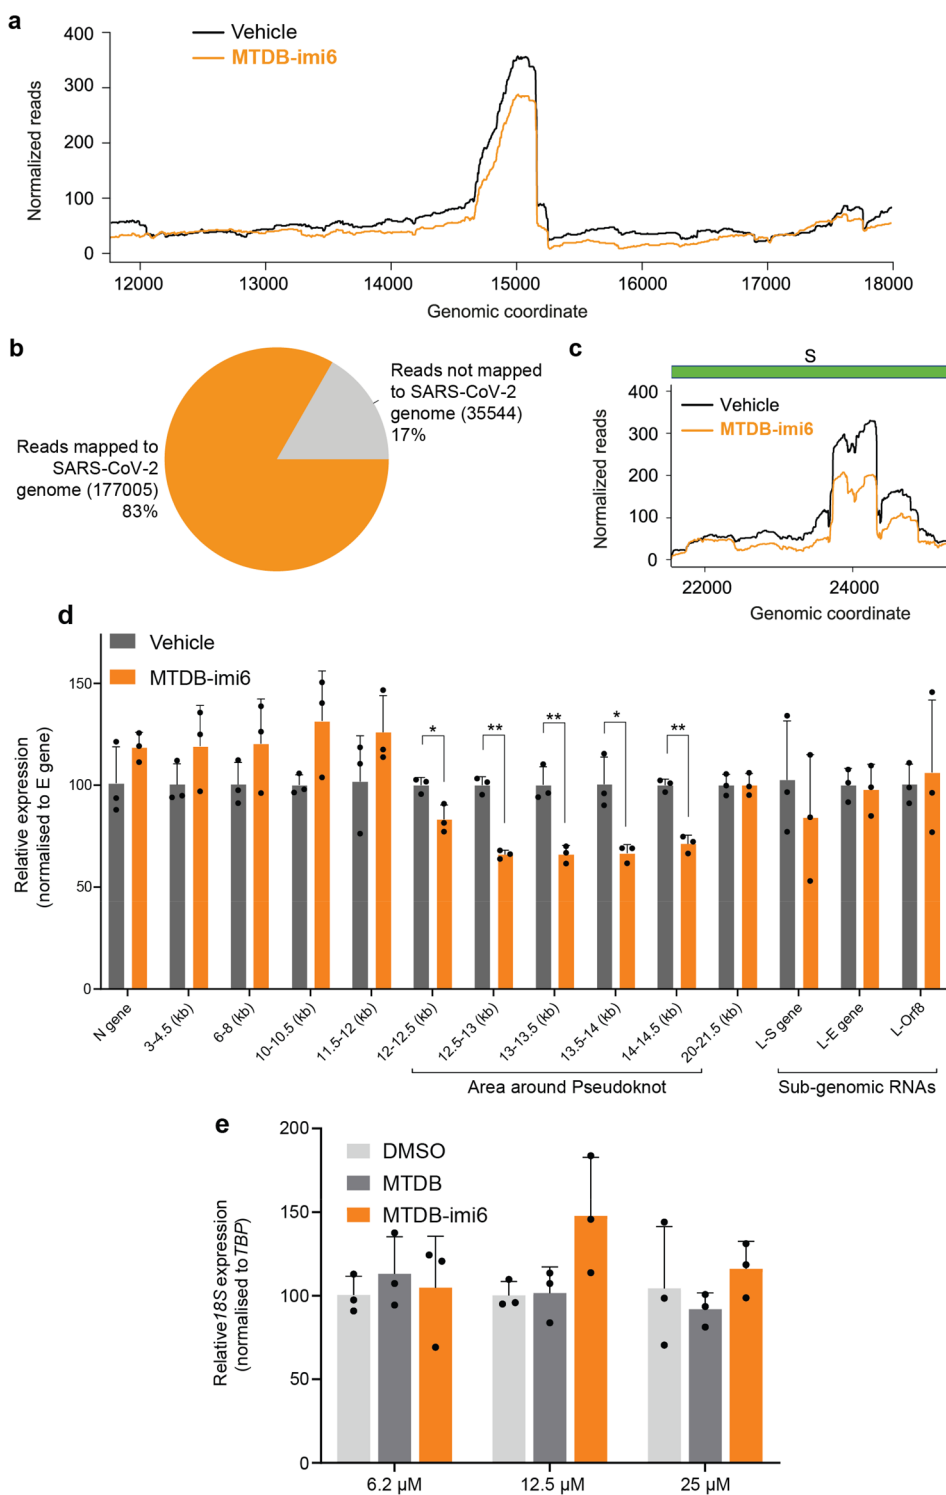 a
Vehicle
MTDB-imi6
400
300
200
100
0
Normalized reads
12000
13000
14000
15000
16000
17000
18000
Genomic coordinate
b
Reads not mapped
to SARS-CoV-2
genome (35544)
17%
Reads mapped to
SARS-CoV-2
genome (177005)
83%
c
S
Vehicle
MTDB-imi6
400
300
200
100
0
Normalized reads
22000
24000
Genomic coordinate
d
Vehicle
MTDB-imi6
150
100
50
0
Relative expression
(normalised to E gene)
*
**
**
*
**
N gene
3-4.5 (kb)
6-8 (kb)
10-10.5 (kb)
11.5-12 (kb)
12-12.5 (kb)
12.5-13 (kb)
13-13.5 (kb)
13.5-14 (kb)
14-14.5 (kb)
20-21.5 (kb)
L-S gene
L-E gene
L-Orf8
Area around Pseudoknot
Sub-genomic RNAs
e
DMSO
MTDB
MTDB-imi6
200
150
100
50
0
Relative18S expression
(normalised toTBP)
6.2 µM
12.5 µM
25 µM